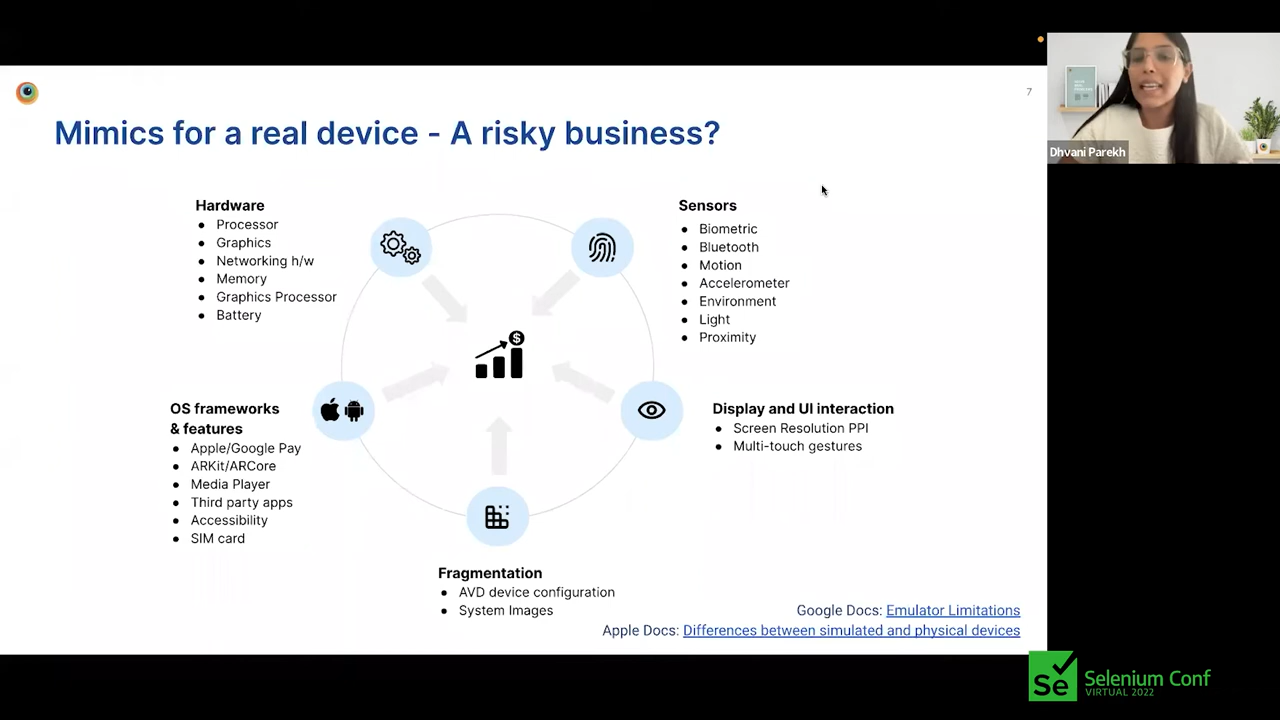 7
Mimics for a real device - A risky business?
Dhvani Parekh
Hardware
● Processor
● Graphics
● Networking h/w
● Memory
● Graphics Processor
● Battery
Sensors
● Biometric
● Bluetooth
● Motion
● Accelerometer
● Environment
● Light
● Proximity
$
OS frameworks
& features
● Apple/Google Pay
● ARKit/ARCore
● Media Player
● Third party apps
● Accessibility
● SIM card
Display and UI interaction
● Screen Resolution PPI
● Multi-touch gestures
Fragmentation
● AVD device configuration
● System Images
Google Docs: Emulator Limitations
Apple Docs: Differences between simulated and physical devices
Se
Selenium Conf
VIRTUAL 2022